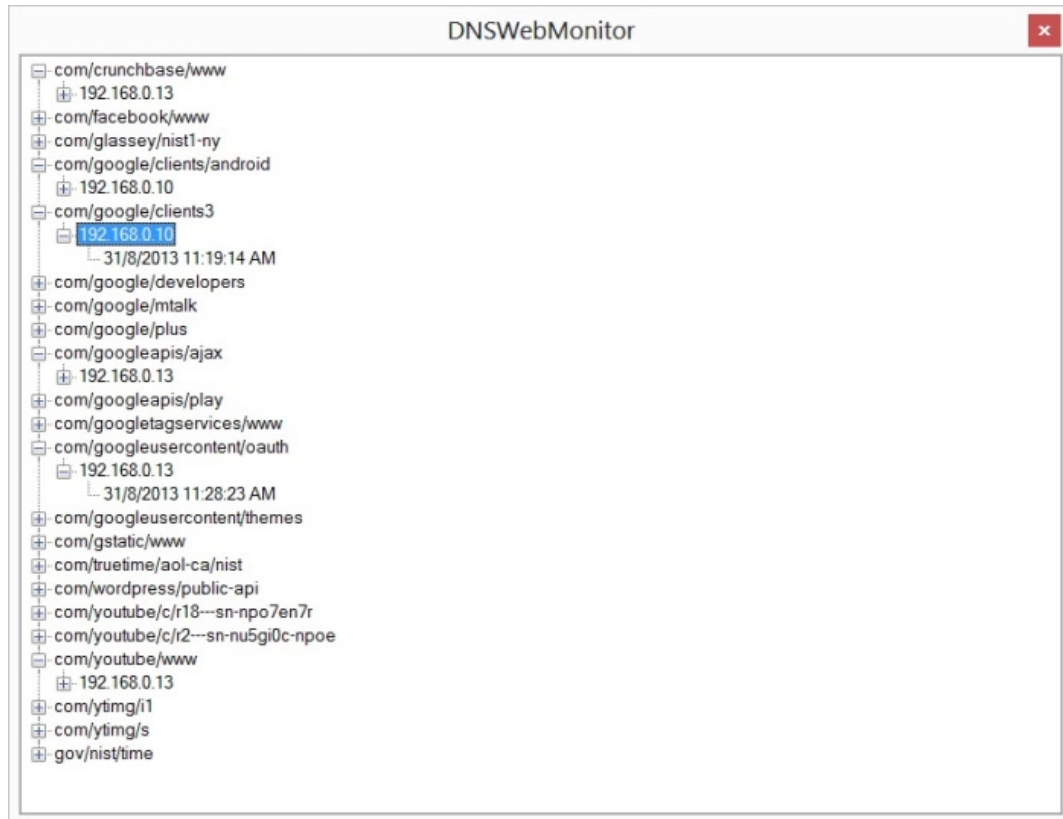 DNSWebMonitor
com/crunchbase/www
192.168.0.13
com/facebook/www
com/glassey/nist1-ny
com/google/clients/android
192.168.0.10
com/google/clients3
192.168.0.10
31/8/2013 11:19:14 AM
com/google/developers
com/google/mtalk
com/google/plus
com/googleapis/ajax
192.168.0.13
com/googleapis/play
com/googletagservices/www
com/googleusercontent/oauth
192.168.0.13
31/8/2013 11:28:23 AM
com/googleusercontent/themes
com/gstatic/www
com/truetime/aol-ca/nist
com/wordpress/public-api
com/youtube/c/r18---sn-npo7en7r
com/youtube/c/r2---sn-nu5gi0c-npoe
com/youtube/www
192.168.0.13
com/ytimg/i1
com/ytimg/s
gov/nist/time